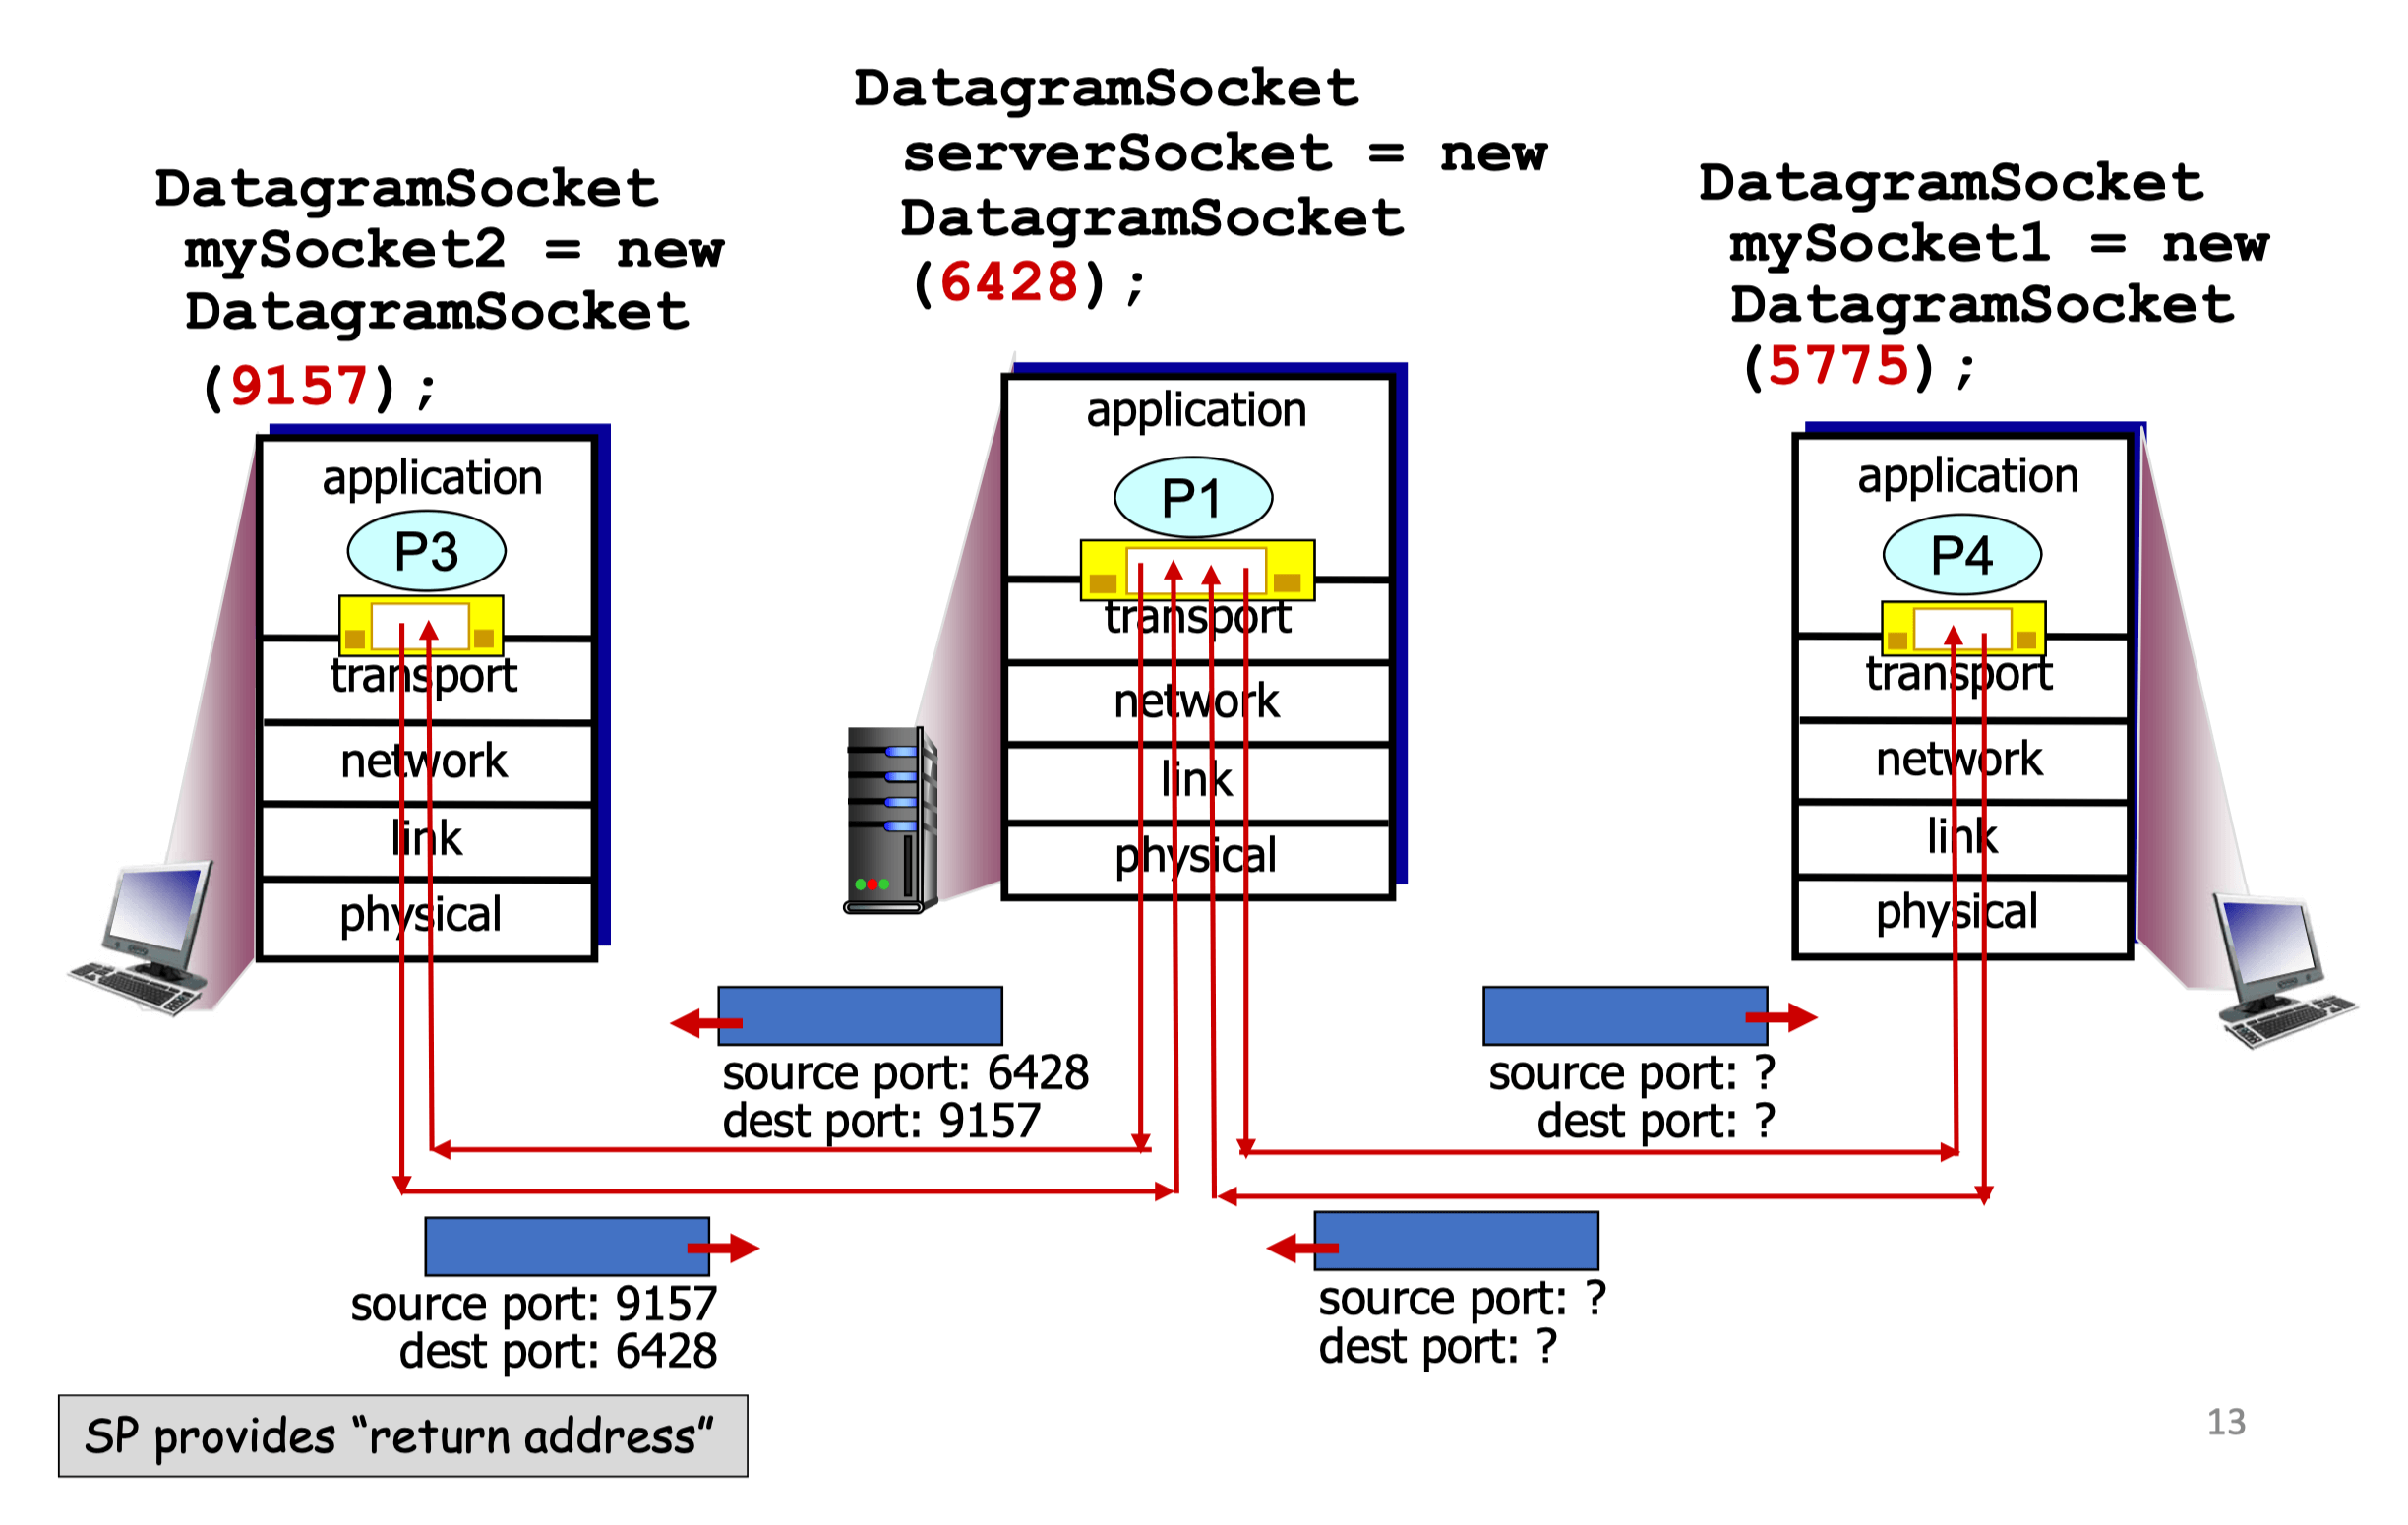 DatagramSocket
serverSocket = new
DatagramSocket
(6428);
DatagramSocket
mySocket2 = new
DatagramSocket
(9157);
DatagramSocket
mySocket1 = new
DatagramSocket
(5775);
application
P3
transport
network
link
physical
application
P1
transport
network
link
physical
application
P4
transport
network
link
physical
source port: 6428
dest port: 9157
source port: ?
dest port: ?
source port: 9157
dest port: 6428
source port: ?
dest port: ?
SP provides “return address”
13